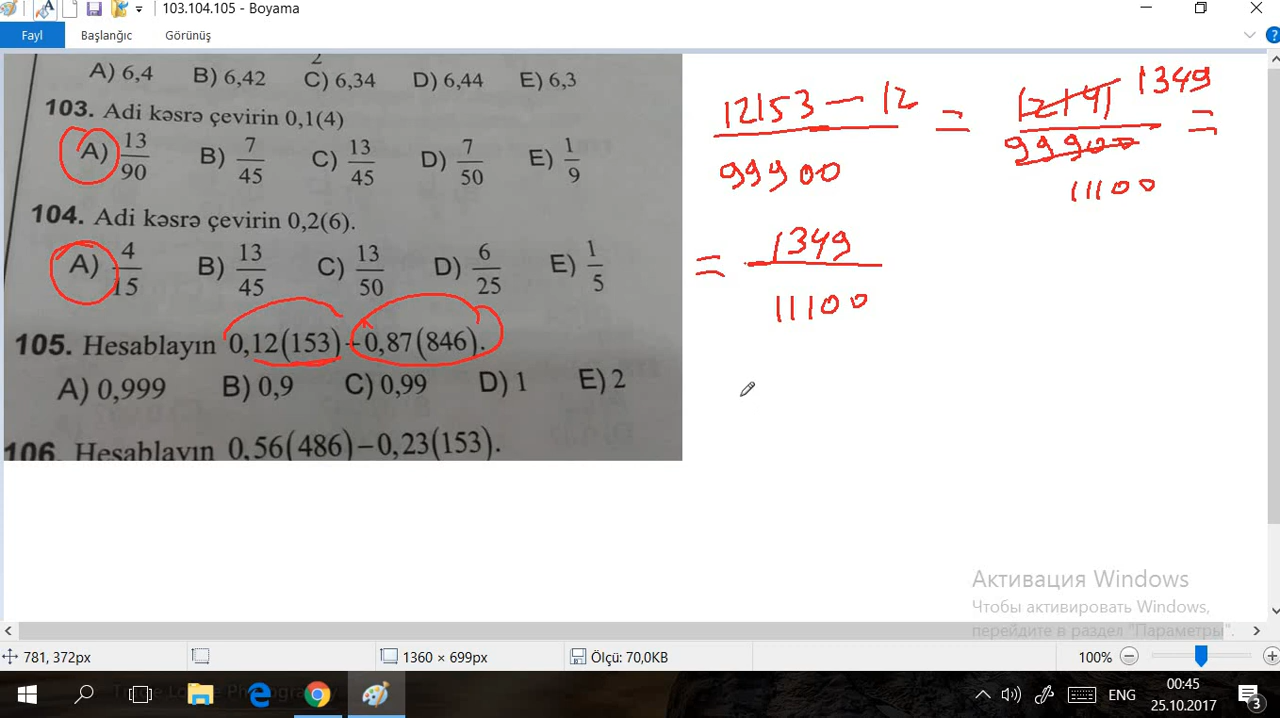 103.104.105 - Boyama
Fayl Başlanğıc Görünüş
2
A) 6,4 B) 6,42 C) 6,34 D) 6,44 E) 6,3
103. Adi kəsrə çevirin 0,1(4)
A) 13/90 B) 7/45 C) 13/45 D) 7/50 E) 1/9
104. Adi kəsrə çevirin 0,2(6).
A) 4/15 B) 13/45 C) 13/50 D) 6/25 E) 1/5
105. Hesablayın 0,12(153)+0,87(846).
A) 0,999 B) 0,9 C) 0,99 D) 1 E) 2
106. Hesablayın 0,56(486)–0,23(153).
12153 – 12 = 12141 1349 =
99900 99900
11100
= 1349
11100
Активация Windows
Чтобы активировать Windows,
перейдите в раздел "Параметры".
781, 372px 1360 × 699px Ölçü: 70,0KB 100%
ENG 00:45
25.10.2017
3